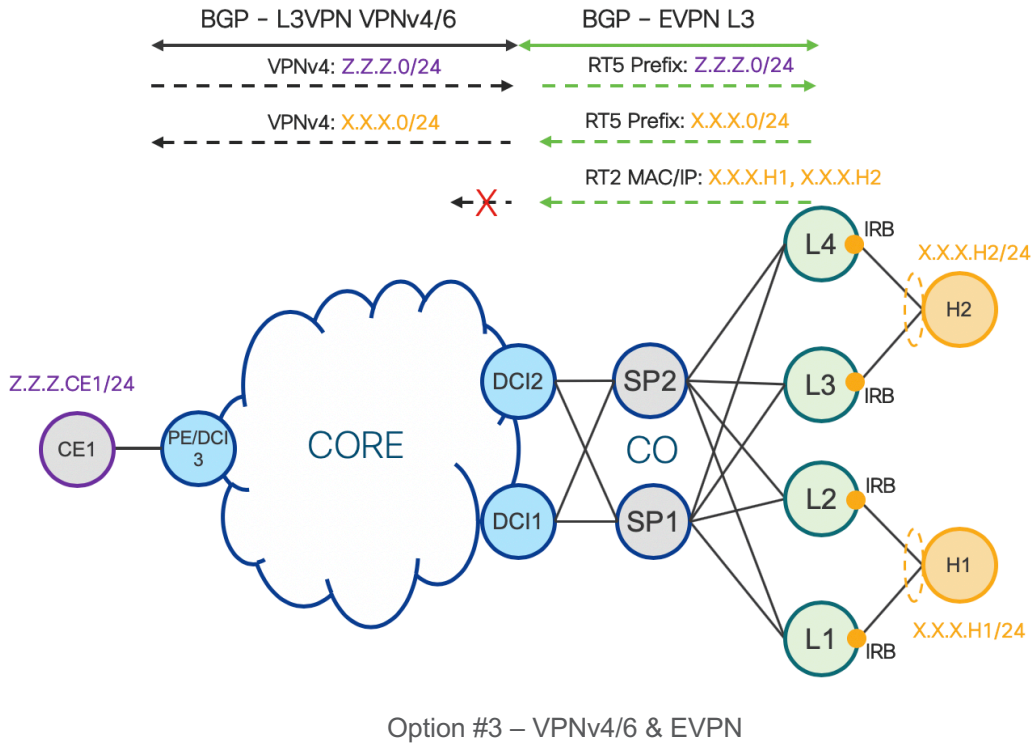 BGP – L3VPN VPNv4/6
BGP – EVPN L3
VPNv4: Z.Z.Z.0/24
RT5 Prefix: Z.Z.Z.0/24
VPNv4: X.X.X.0/24
RT5 Prefix: X.X.X.0/24
RT2 MAC/IP: X.X.X.H1, X.X.X.H2
X
L4
IRB
X.X.X.H2/24
H2
Z.Z.Z.CE1/24
DCI2
SP2
L3
IRB
CE1
PE/DCI
3
CORE
CO
IRB
L2
DCI1
SP1
H1
L1
IRB
X.X.X.H1/24
Option #3 – VPNv4/6 & EVPN